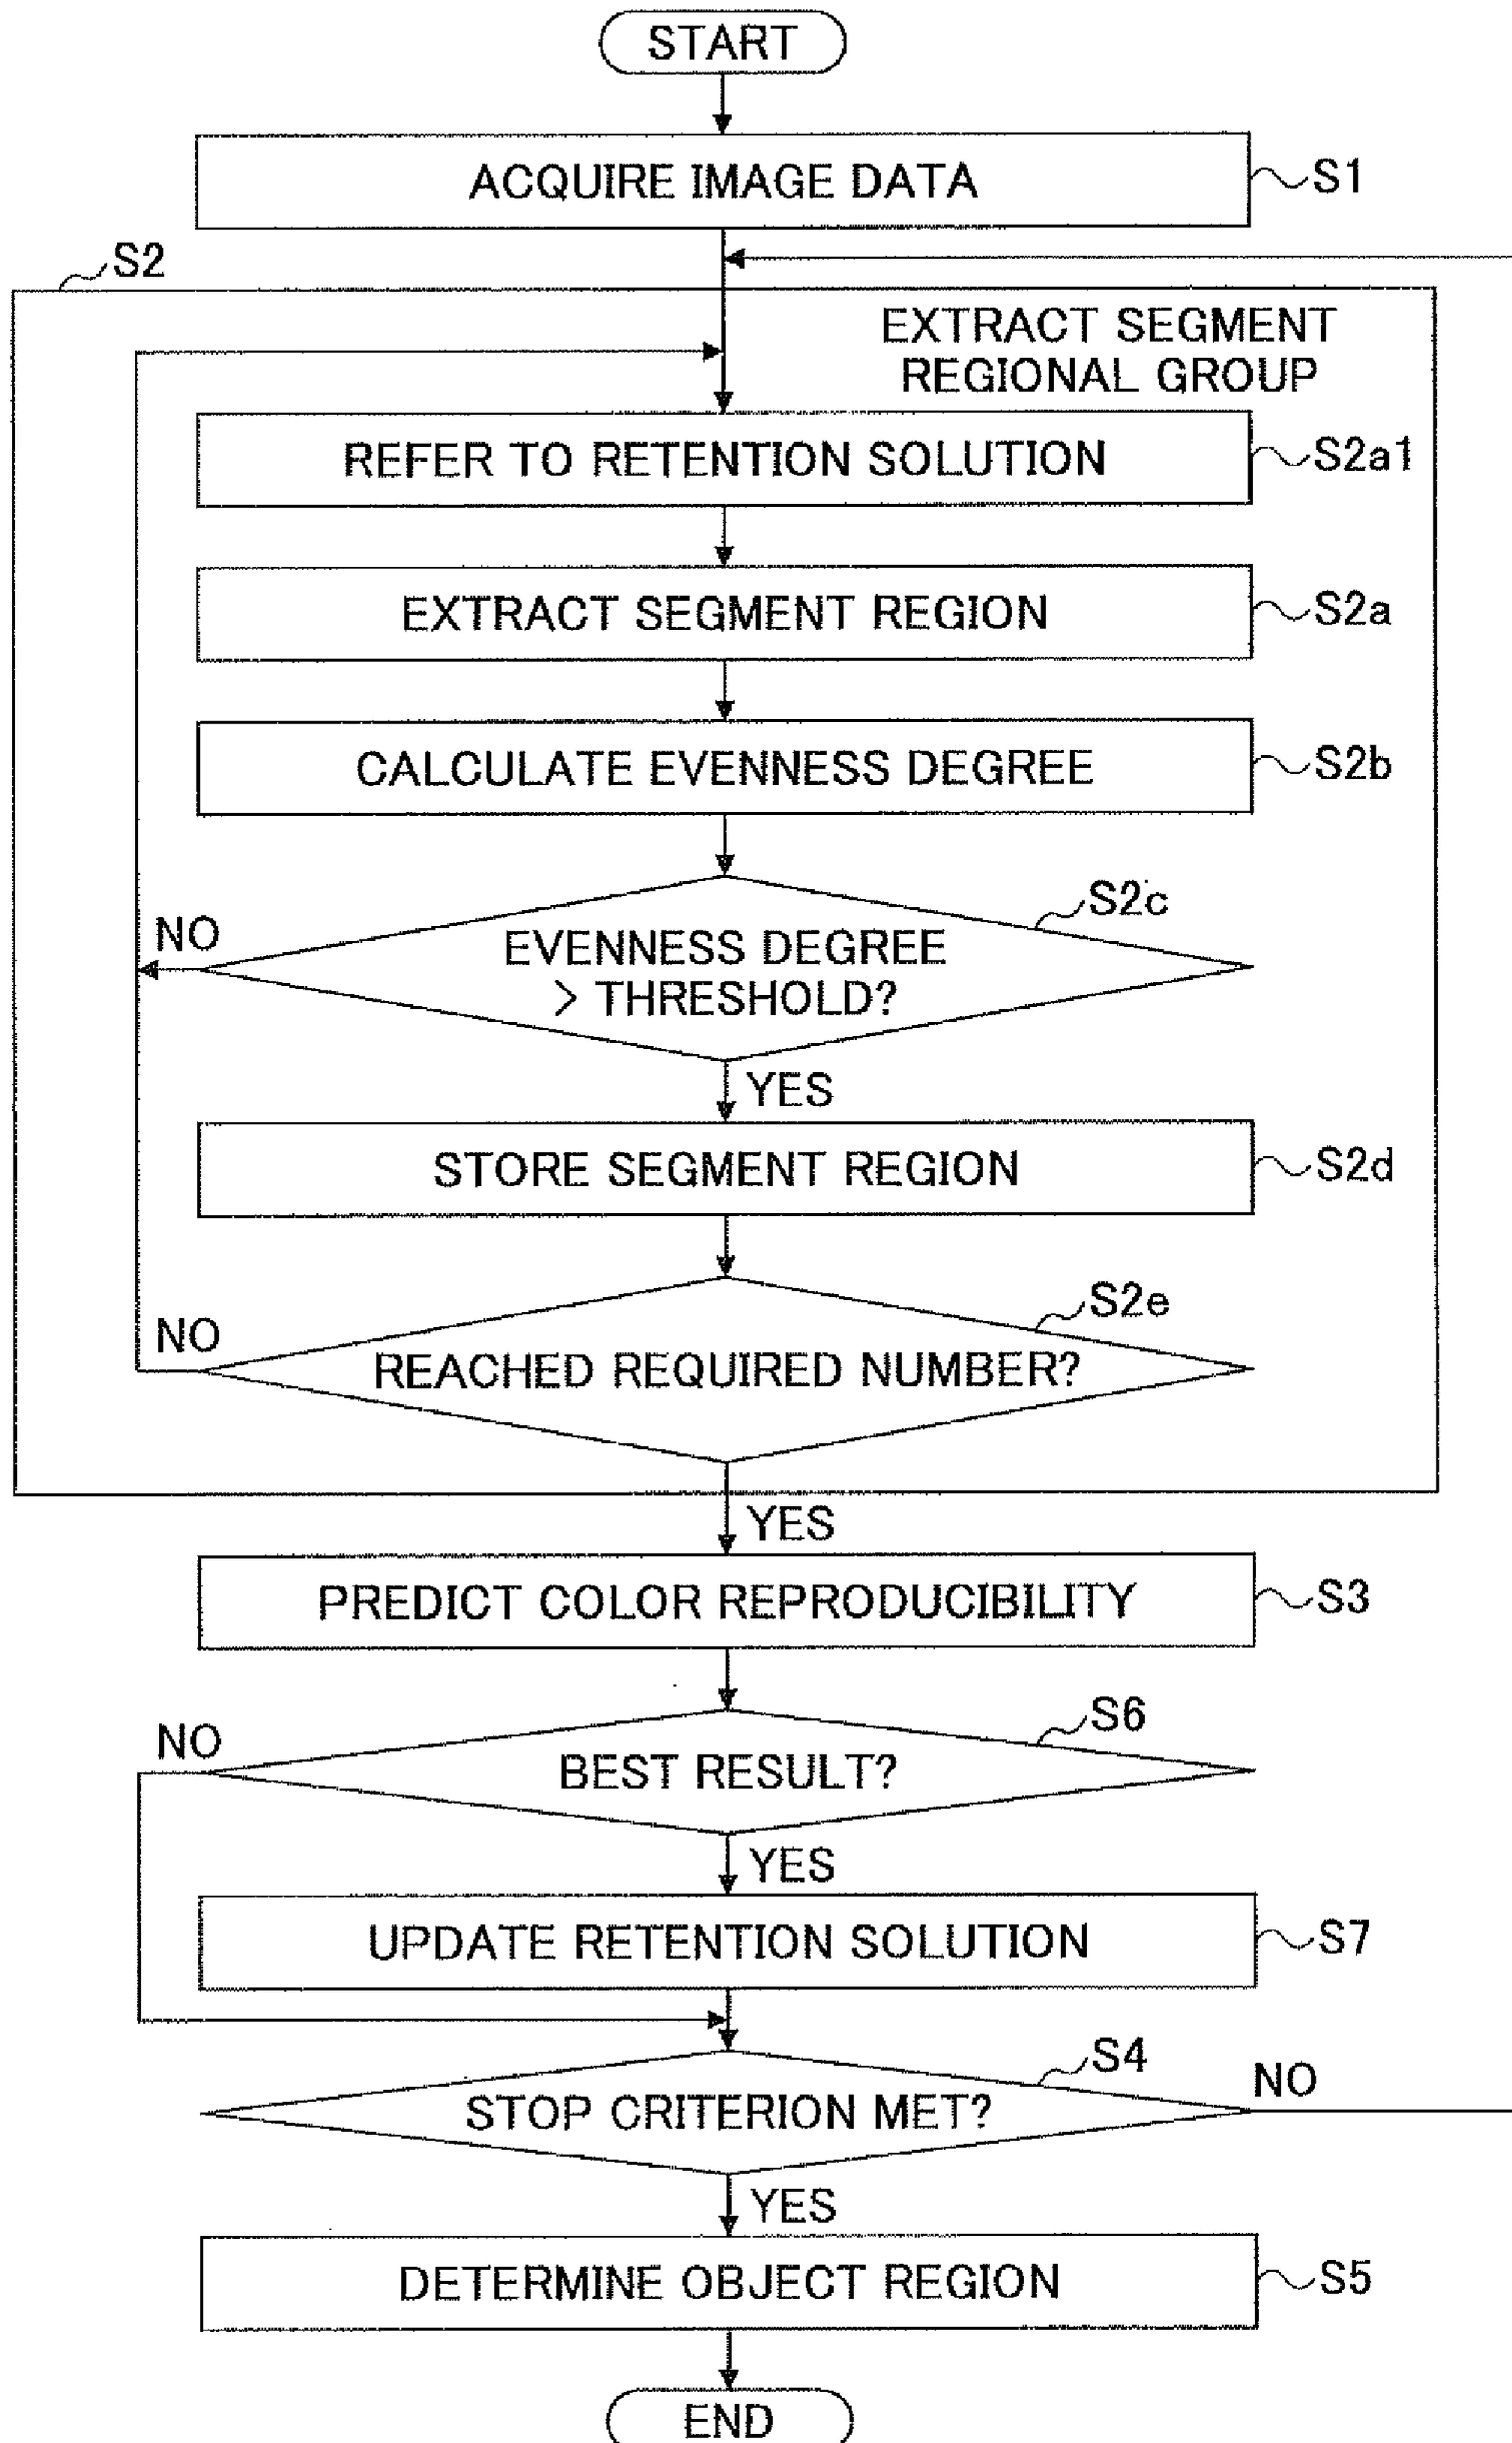 START
ACQUIRE IMAGE DATA
S1
S2
EXTRACT SEGMENT
REGIONAL GROUP
REFER TO RETENTION SOLUTION
S2a1
EXTRACT SEGMENT REGION
S2a
CALCULATE EVENNESS DEGREE
S2b
S2c
NO
EVENNESS DEGREE
> THRESHOLD?
YES
STORE SEGMENT REGION
S2d
S2e
NO
REACHED REQUIRED NUMBER?
YES
PREDICT COLOR REPRODUCIBILITY
S3
S6
NO
BEST RESULT?
YES
UPDATE RETENTION SOLUTION
S7
S4
NO
STOP CRITERION MET?
YES
DETERMINE OBJECT REGION
S5
END